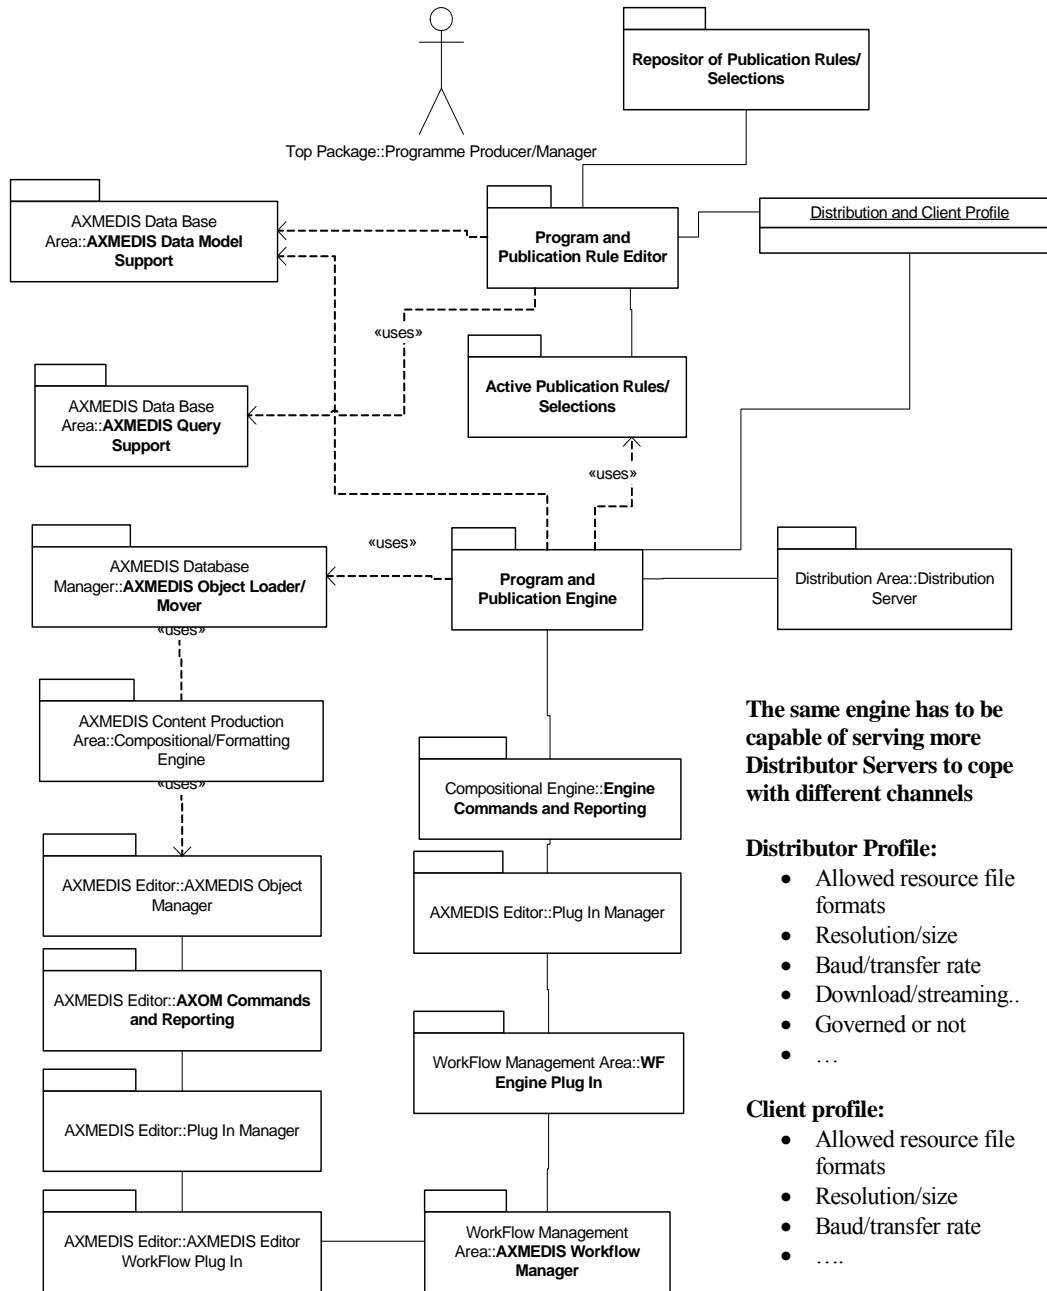 Repositor of Publication Rules/
Selections
Top Package::Programme Producer/Manager
AXMEDIS Data Base
Area::AXMEDIS Data Model
Support
Program and
Publication Rule Editor
Distribution and Client Profile
«uses»
Active Publication Rules/
Selections
AXMEDIS Data Base
Area::AXMEDIS Query
Support
«uses»
«uses»
AXMEDIS Database
Manager::AXMEDIS Object Loader/
Mover
Program and
Publication Engine
Distribution Area::Distribution
Server
«uses»
AXMEDIS Content Production
Area::Compositional/Formatting
Engine
«uses»
Compositional Engine::Engine
Commands and Reporting
AXMEDIS Editor::AXMEDIS Object
Manager
AXMEDIS Editor::Plug In Manager
AXMEDIS Editor::AXOM Commands
and Reporting
WorkFlow Management Area::WF
Engine Plug In
AXMEDIS Editor::Plug In Manager
AXMEDIS Editor::AXMEDIS Editor
WorkFlow Plug In
WorkFlow Management
Area::AXMEDIS Workflow
Manager
The same engine has to be
capable of serving more
Distributor Servers to cope
with different channels
Distributor Profile:
• Allowed resource file
formats
• Resolution/size
• Baud/transfer rate
• Download/streaming..
• Governed or not
• …
Client profile:
• Allowed resource file
formats
• Resolution/size
• Baud/transfer rate
• ….